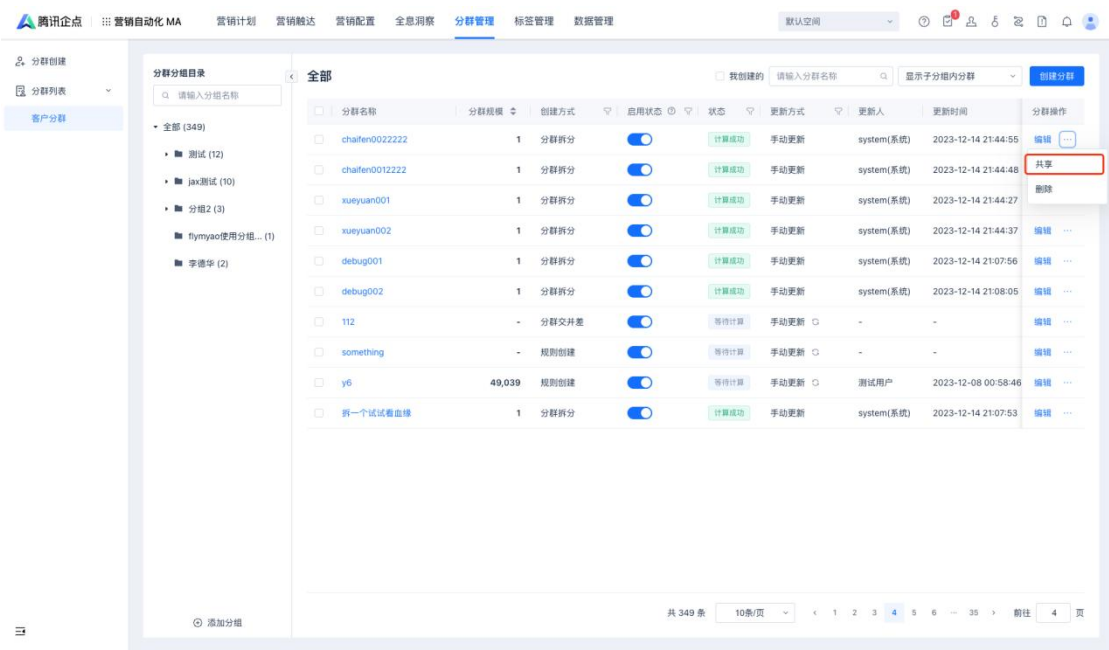 腾讯企点 营销自动化 MA 营销计划 营销触达 营销配置 全息洞察 分群管理 标签管理 数据管理 默认空间 1
分群创建
分群列表
客户分群
分群分组目录
请输入分组名称
全部 (349)
测试 (12)
jax测试 (10)
分组2 (3)
flymyao使用分组... (1)
李德华 (2)
添加分组
全部 我创建的 请输入分群名称 显示子分组内分群 创建分群
分群名称 分群规模 创建方式 启用状态 状态 更新方式 更新人 更新时间 分群操作
chaifen0022222 1 分群拆分 计算成功 手动更新 system(系统) 2023-12-14 21:44:55 编辑 ...
共享
删除
chaifen0012222 1 分群拆分 计算成功 手动更新 system(系统) 2023-12-14 21:44:48
xueyuan001 1 分群拆分 计算成功 手动更新 system(系统) 2023-12-14 21:44:27
xueyuan002 1 分群拆分 计算成功 手动更新 system(系统) 2023-12-14 21:44:37 编辑 ...
debug001 1 分群拆分 计算成功 手动更新 system(系统) 2023-12-14 21:07:56 编辑 ...
debug002 1 分群拆分 计算成功 手动更新 system(系统) 2023-12-14 21:08:05 编辑 ...
112 - 分群交并差 等待计算 手动更新 - - 编辑 ...
something - 规则创建 等待计算 手动更新 - - 编辑 ...
y6 49,039 规则创建 等待计算 手动更新 测试用户 2023-12-08 00:58:46 编辑 ...
拆一个试试看血缘 1 分群拆分 计算成功 手动更新 system(系统) 2023-12-14 21:07:53 编辑 ...
共 349 条 10条/页 ‹ 1 2 3 4 5 6 ... 35 › 前往 4 页